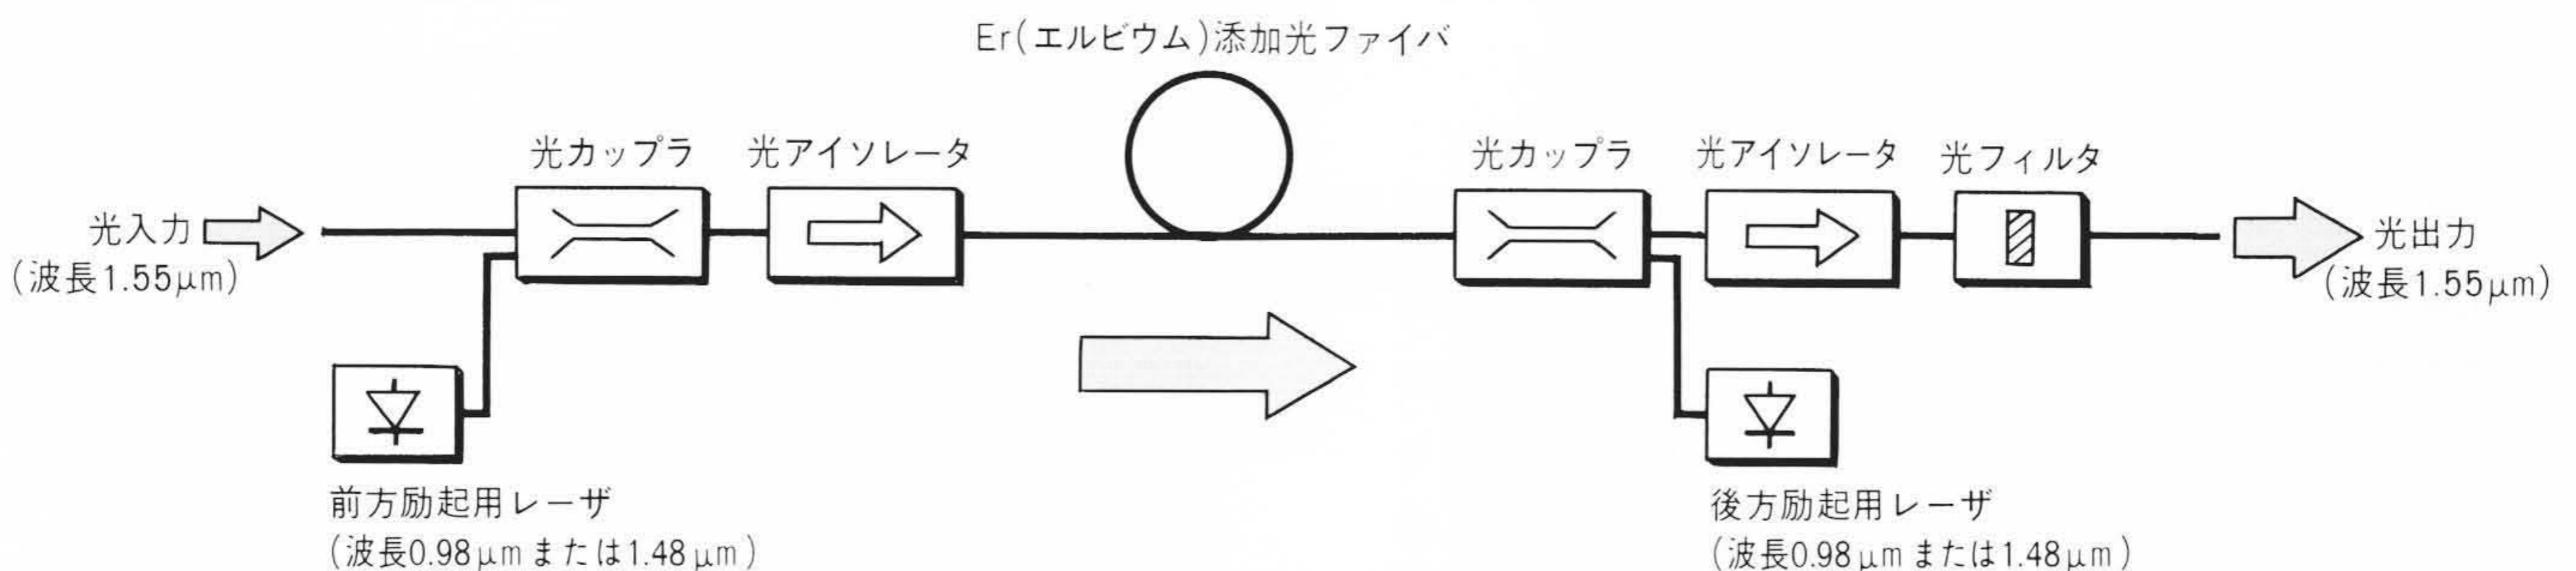 Er(エルビウム)添加光ファイバ
光カップラ
光アイソレータ
光カップラ
光アイソレータ
光フィルタ
光入力
(波長1.55μm)
光出力
(波長1.55μm)
前方励起用レーザ
(波長0.98μmまたは1.48μm)
後方励起用レーザ
(波長0.98μmまたは1.48μm)